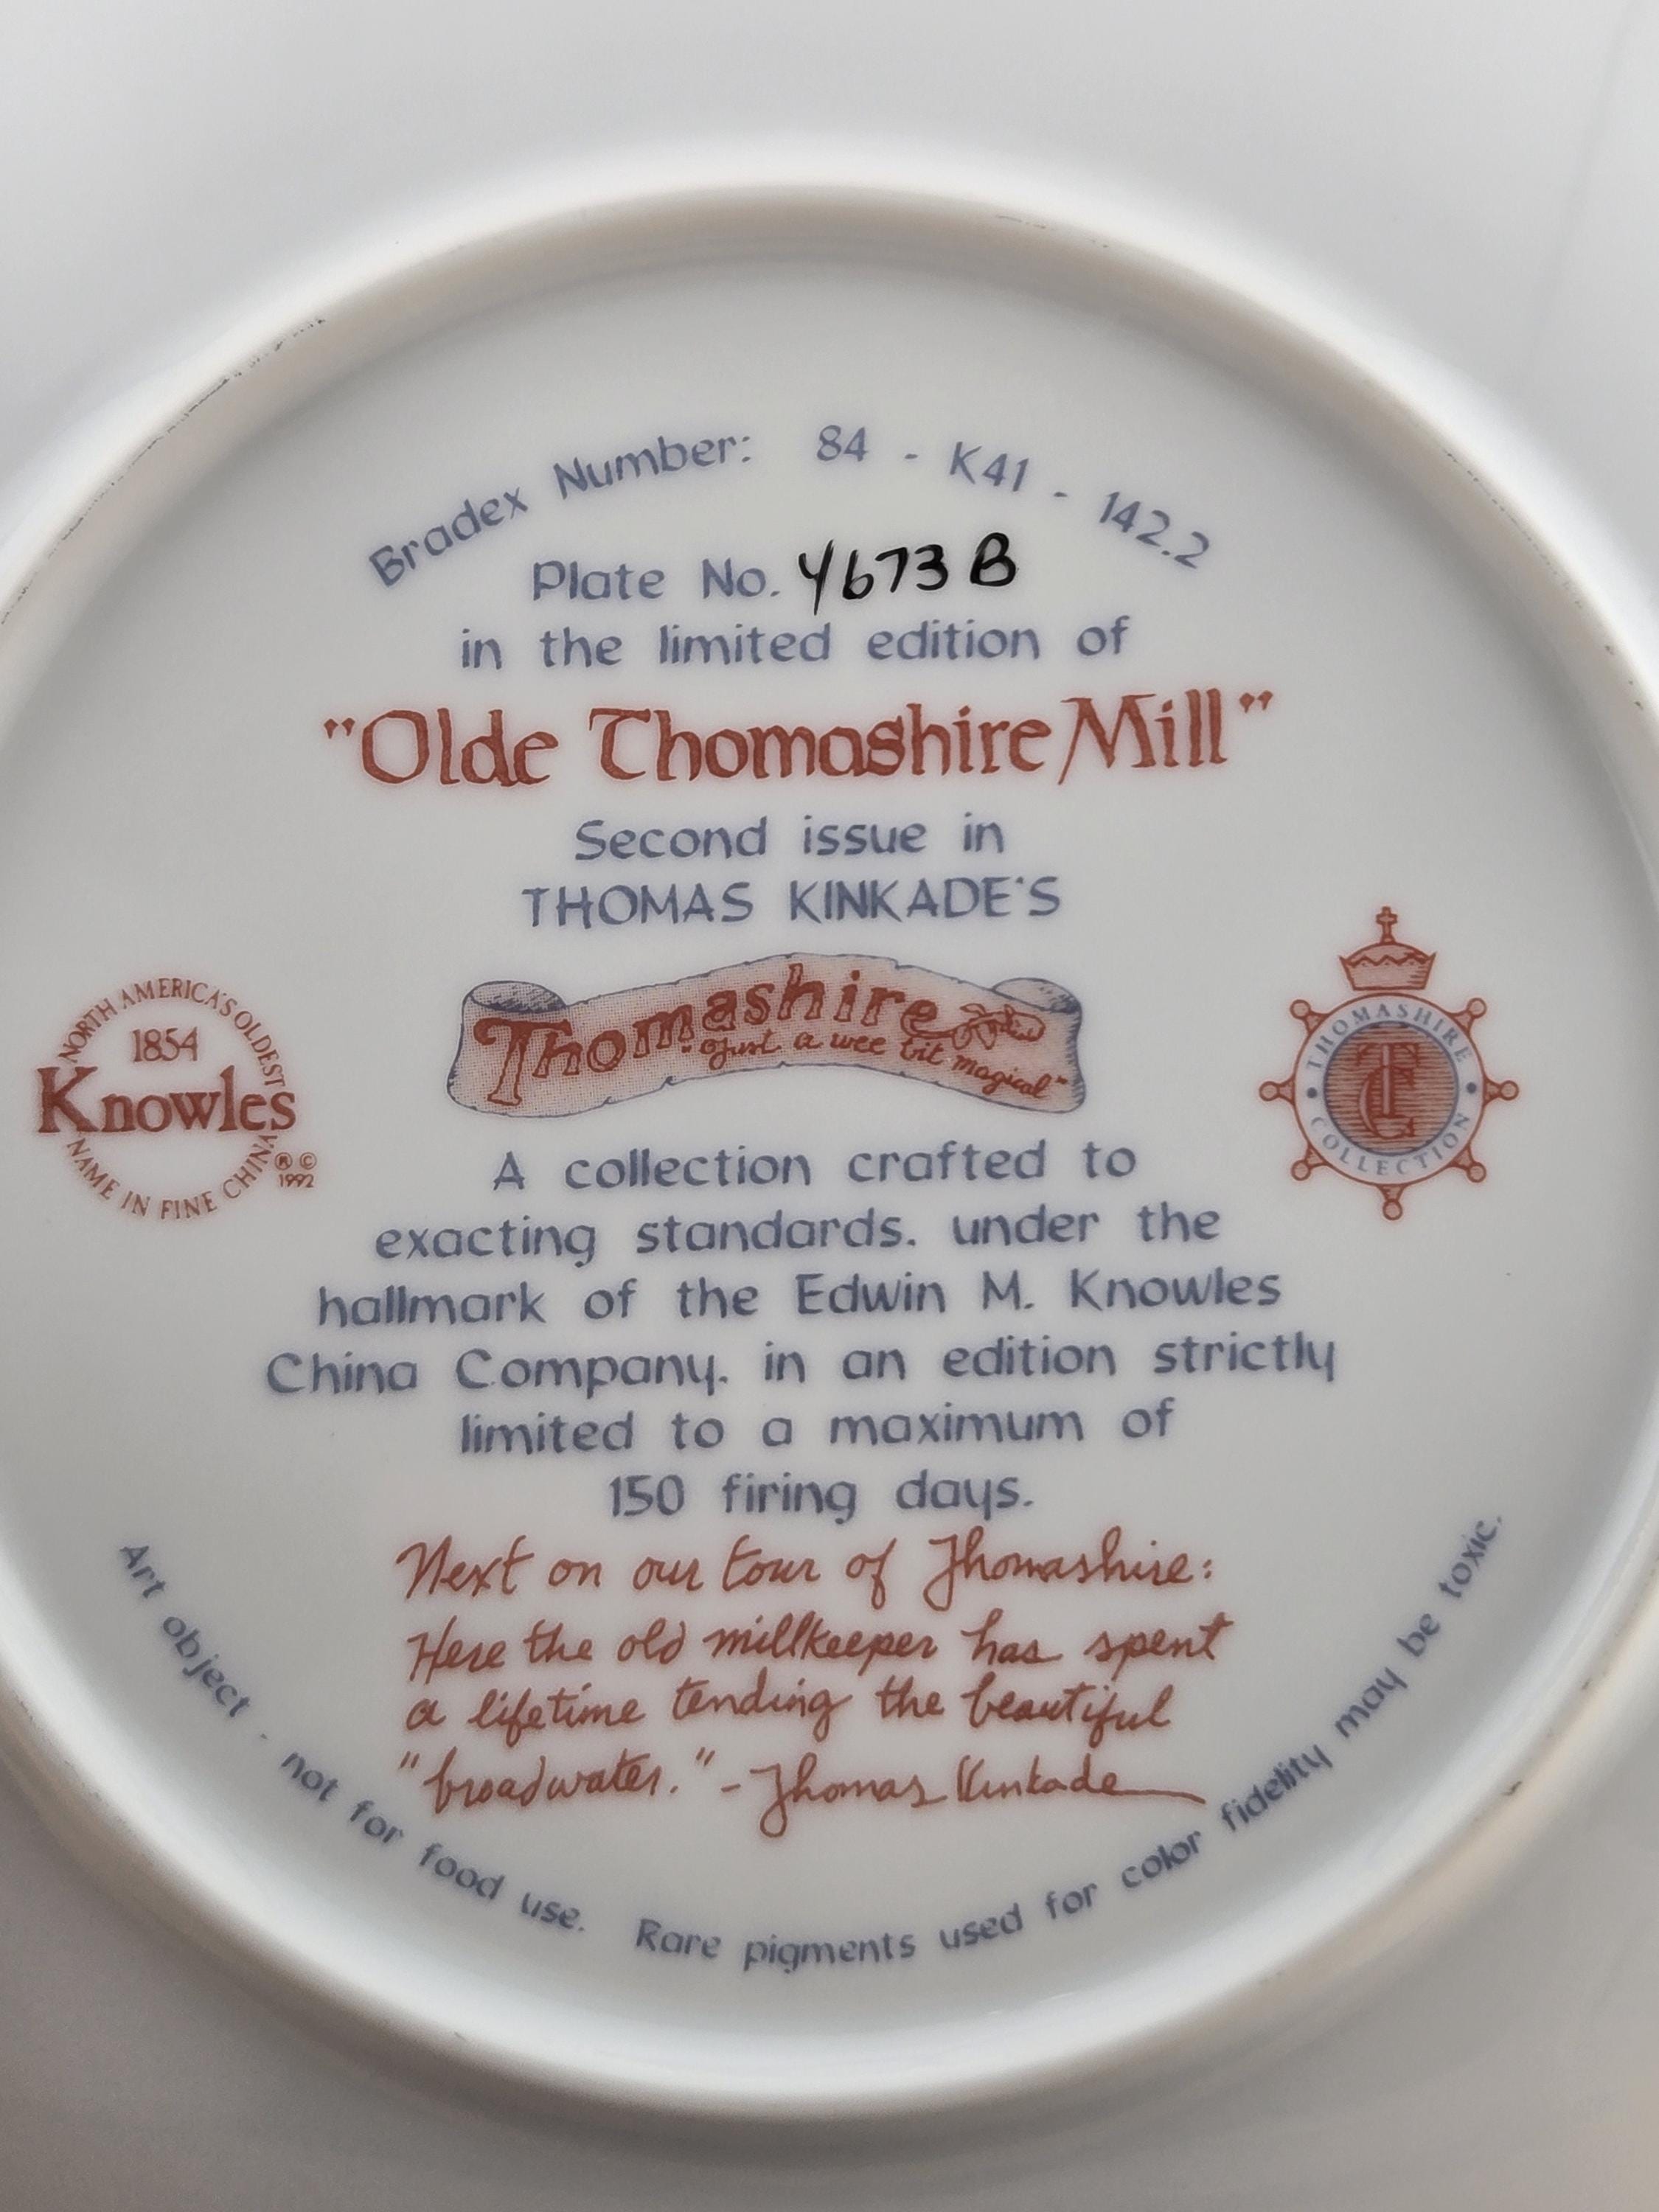 Bradex Number: 84 - K41 - 142.2
Plate No. 4673 B
in the limited edition of
"Olde Thomashire Mill"
Second issue in
THOMAS KINKADE'S
Thomashire
"Just a wee bit magical"
NORTH AMERICA'S OLDEST
1854
Knowles
NAME IN FINE CHINA
® ©
1992
THOMASHIRE
TC
COLLECTION
A collection crafted to
exacting standards, under the
hallmark of the Edwin M. Knowles
China Company, in an edition strictly
limited to a maximum of
150 firing days.
Next on our tour of Thomashire:
Here the old millkeeper has spent
a lifetime tending the beautiful
"broadwater." - Thomas Kinkade
Art object - not for food use. Rare pigments used for color fidelity may be toxic.